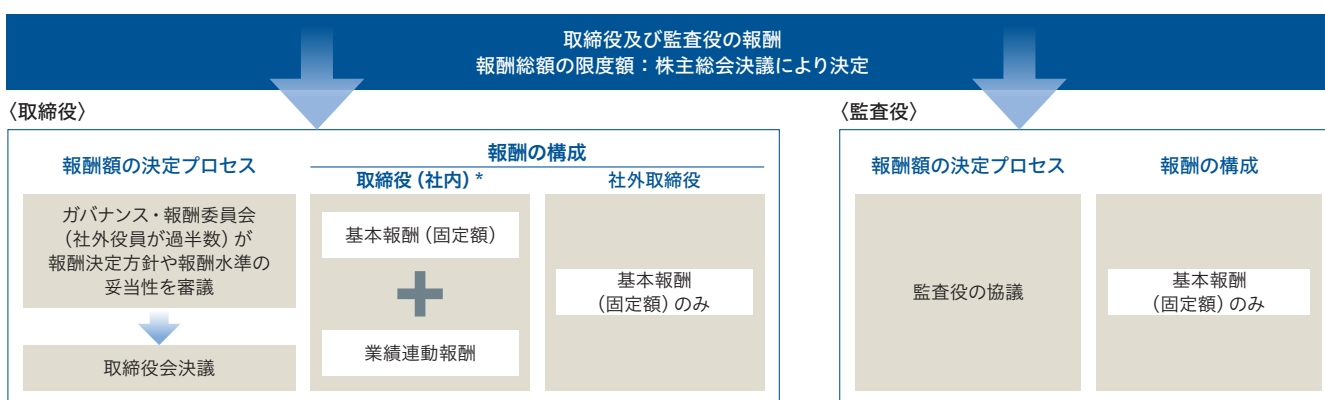 取締役及び監査役の報酬
報酬総額の限度額：株主総会決議により決定
〈取締役〉
報酬額の決定プロセス
ガバナンス・報酬委員会
（社外役員が過半数）が
報酬決定方針や報酬水準の
妥当性を審議
取締役会決議
報酬の構成
取締役（社内）*
基本報酬（固定額）
業績連動報酬
社外取締役
基本報酬
（固定額）のみ
〈監査役〉
報酬額の決定プロセス
監査役の協議
報酬の構成
基本報酬
（固定額）のみ